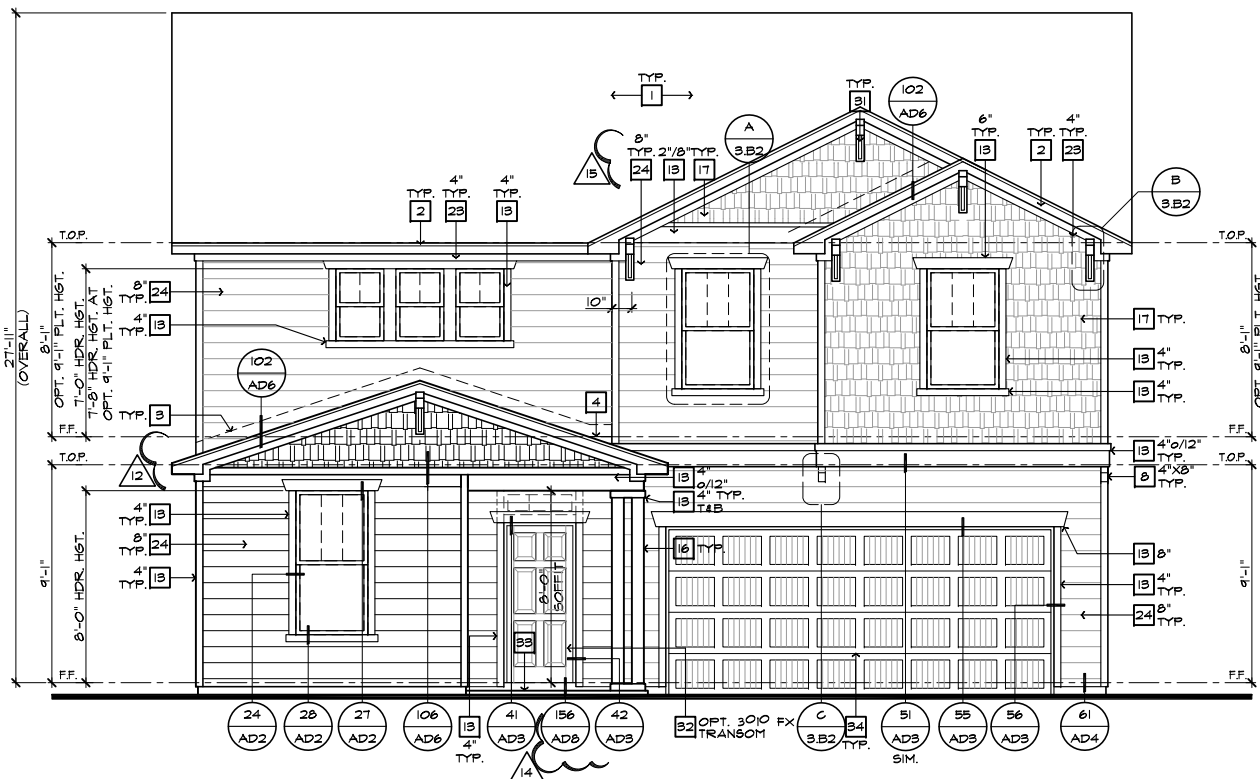 TYP.
1
TYP.
31
102
AD6
A
3.B2
15
8"
TYP.
24
2"/8"
13
TYP.
17
6"
TYP.
13
TYP.
2
4"
TYP.
23
B
3.B2
TYP.
2
4"
TYP.
23
4"
TYP.
13
T.O.P.
T.O.P.
27'-11"
(OVERALL)
8'-1"
OPT. 9'-1" PLT. HGT.
7'-0" HDR. HGT.
7'-8" HDR. HGT. AT
OPT. 9'-1" PLT. HGT.
8"
TYP.
24
4"
TYP.
13
10"
17 TYP.
13 4"
TYP.
13 4"
TYP.
8'-1"
OPT. 9'-1" PLT. HGT.
102
AD6
TYP. 3
4
F.F.
F.F.
12
T.O.P.
T.O.P.
13 4"o/12"
TYP.
8 4"X8"
TYP.
13 4"
o/12"
13 4" TYP.
T&B
16 TYP.
9'-1"
8'-0" HDR. HGT.
4"
TYP.
13
8"
TYP.
24
4"
TYP.
13
8'-0"
SOFFIT
33
13 8"
13 4"
TYP.
24 8"
TYP.
9'-1"
F.F.
F.F.
24
AD2
28
AD2
27
AD2
106
AD6
13
4"
TYP.
41
AD3
156
AD8
14
42
AD3
32 OPT. 3010 FX
TRANSOM
C
3.B2
34
TYP.
51
AD3
SIM.
55
AD3
56
AD3
61
AD4